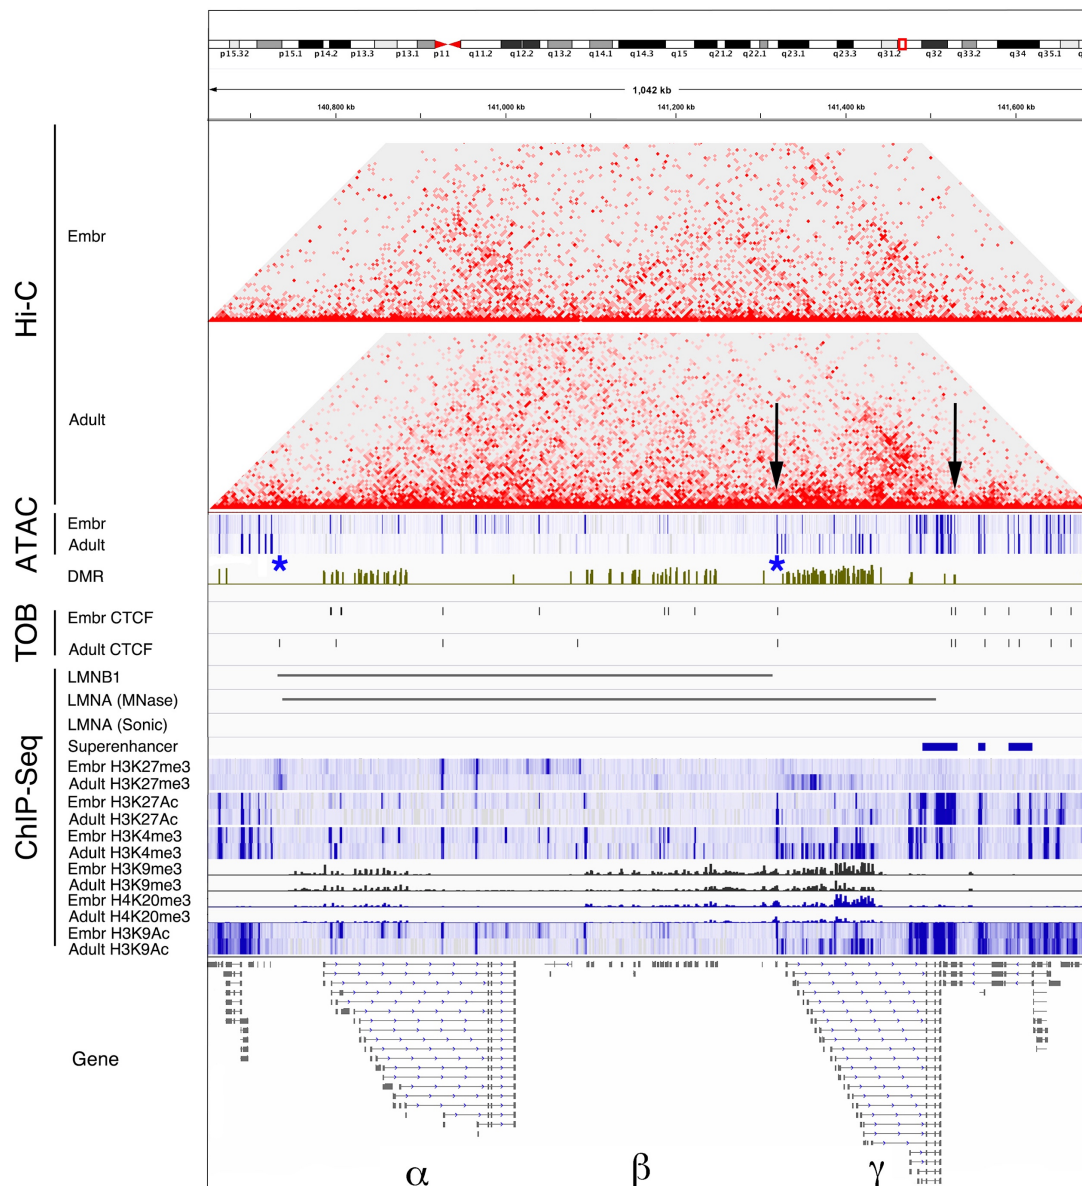 p15.32 p15.1 p14.2 p13.3 p13.1 p11 q11.2 q12.2 q13.2 q14.1 q14.3 q15 q21.2 q22.1 q23.1 q23.3 q31.2 q32 q33.2 q34 q35.1 q
1,042 kb
140,800 kb 141,000 kb 141,200 kb 141,400 kb 141,600 kb
Hi-C
Embr
Adult
ATAC
Embr
Adult
DMR
* *
TOB
Embr CTCF
Adult CTCF
ChIP-Seq
LMNB1
LMNA (MNase)
LMNA (Sonic)
Superenhancer
Embr H3K27me3
Adult H3K27me3
Embr H3K27Ac
Adult H3K27Ac
Embr H3K4me3
Adult H3K4me3
Embr H3K9me3
Adult H3K9me3
Embr H4K20me3
Adult H4K20me3
Embr H3K9Ac
Adult H3K9Ac
Gene
α β γ